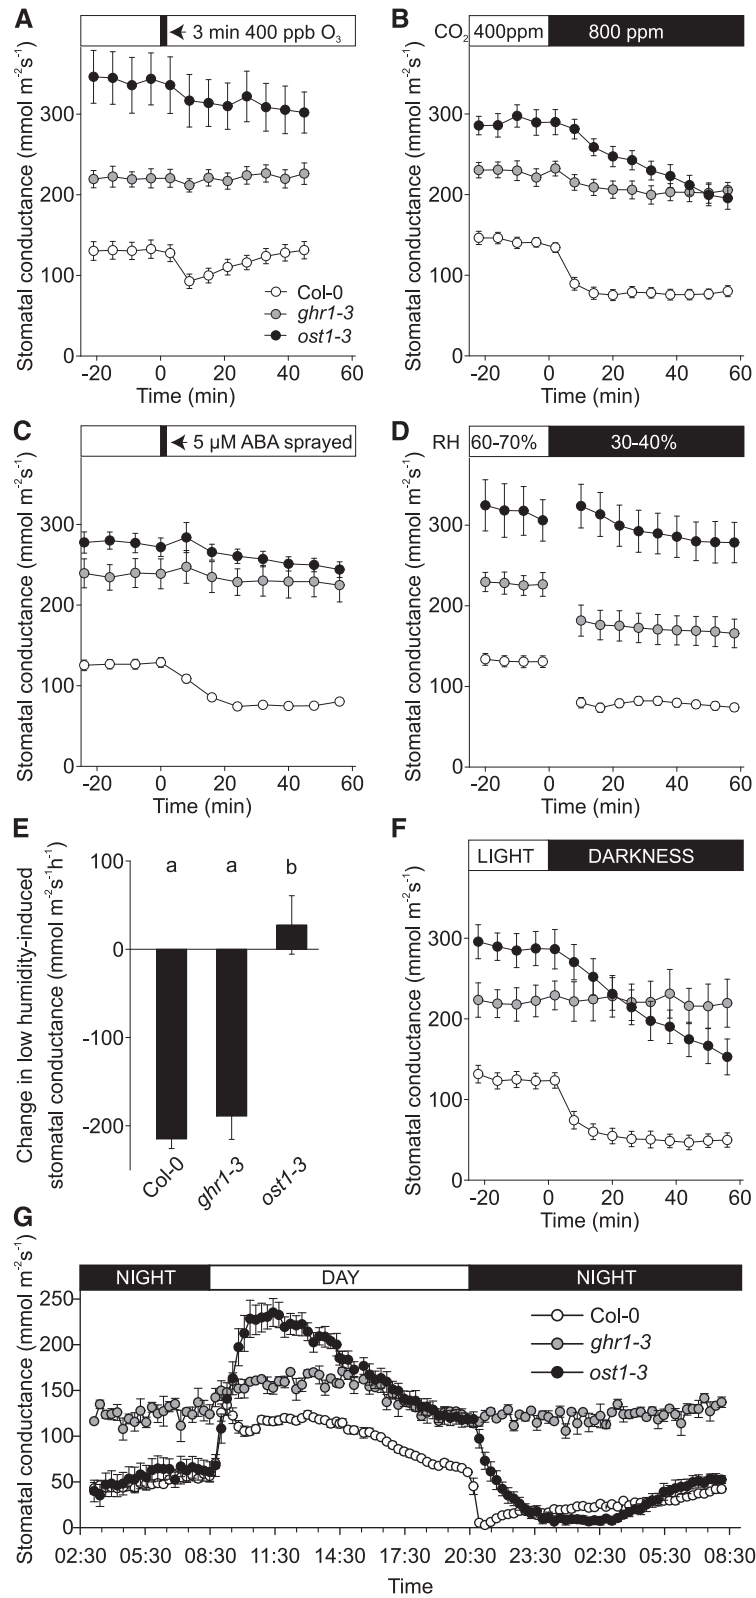 A
3 min 400 ppb O₃
Stomatal conductance (mmol m⁻²s⁻¹)
300
200
100
0
Col-0
ghr1-3
ost1-3
-20 0 20 40 60
Time (min)
B
CO₂ 400ppm 800 ppm
Stomatal conductance (mmol m⁻²s⁻¹)
300
200
100
0
-20 0 20 40 60
Time (min)
C
5 µM ABA sprayed
Stomatal conductance (mmol m⁻²s⁻¹)
300
200
100
0
-20 0 20 40 60
Time (min)
D
RH 60-70% 30-40%
Stomatal conductance (mmol m⁻²s⁻¹)
300
200
100
0
-20 0 20 40 60
Time (min)
E
Change in low humidity-induced
stomatal conductance (mmol m⁻²s⁻¹h⁻¹)
100
0
-100
-200
a a b
Col-0 ghr1-3 ost1-3
F
LIGHT DARKNESS
Stomatal conductance (mmol m⁻²s⁻¹)
300
200
100
0
-20 0 20 40 60
Time (min)
G
NIGHT DAY NIGHT
Stomatal conductance (mmol m⁻²s⁻¹)
250
200
150
100
50
0
Col-0
ghr1-3
ost1-3
02:30 05:30 08:30 11:30 14:30 17:30 20:30 23:30 02:30 05:30 08:30
Time